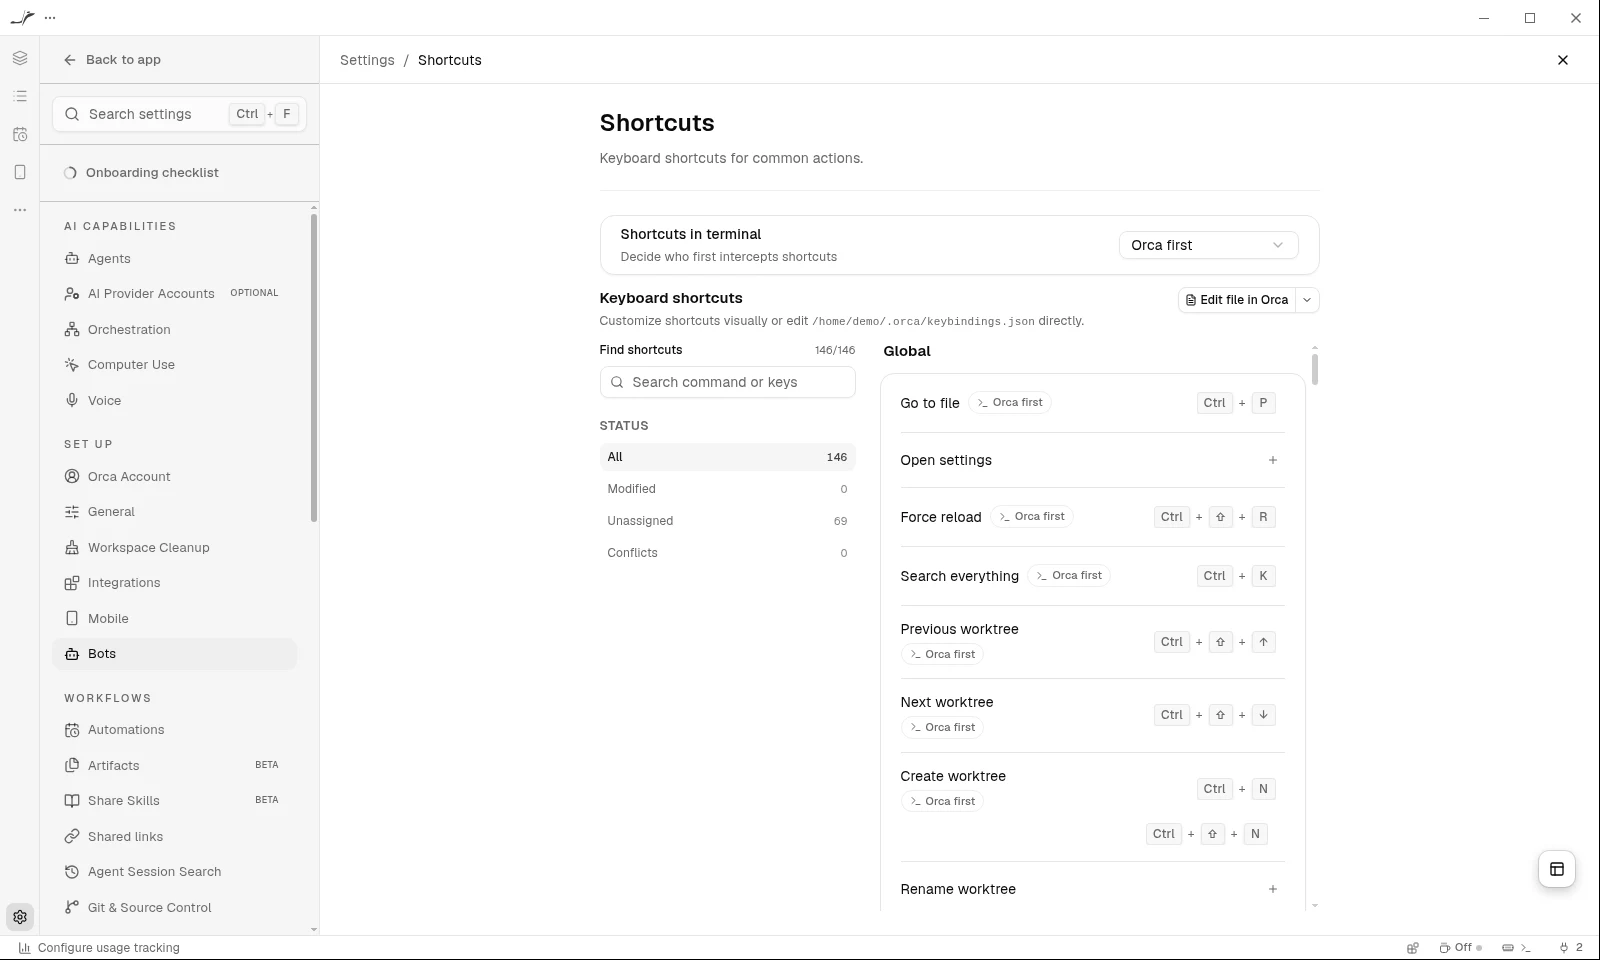 Back to app
Settings / Shortcuts
Search settings
Ctrl + F
Onboarding checklist
AI CAPABILITIES
Agents
AI Provider Accounts OPTIONAL
Orchestration
Computer Use
Voice
SET UP
Orca Account
General
Workspace Cleanup
Integrations
Mobile
Bots
WORKFLOWS
Automations
Artifacts BETA
Share Skills BETA
Shared links
Agent Session Search
Git & Source Control
Shortcuts
Keyboard shortcuts for common actions.
Shortcuts in terminal
Decide who first intercepts shortcuts
Orca first
Keyboard shortcuts
Customize shortcuts visually or edit /home/demo/.orca/keybindings.json directly.
Edit file in Orca
Find shortcuts 146/146
Search command or keys
STATUS
All 146
Modified 0
Unassigned 69
Conflicts 0
Global
Go to file Orca first Ctrl + P
Open settings +
Force reload Orca first Ctrl + ⇧ + R
Search everything Orca first Ctrl + K
Previous worktree
Orca first
Ctrl + ⇧ + ↑
Next worktree
Orca first
Ctrl + ⇧ + ↓
Create worktree
Orca first
Ctrl + N
Ctrl + ⇧ + N
Rename worktree +
Configure usage tracking
Off
2